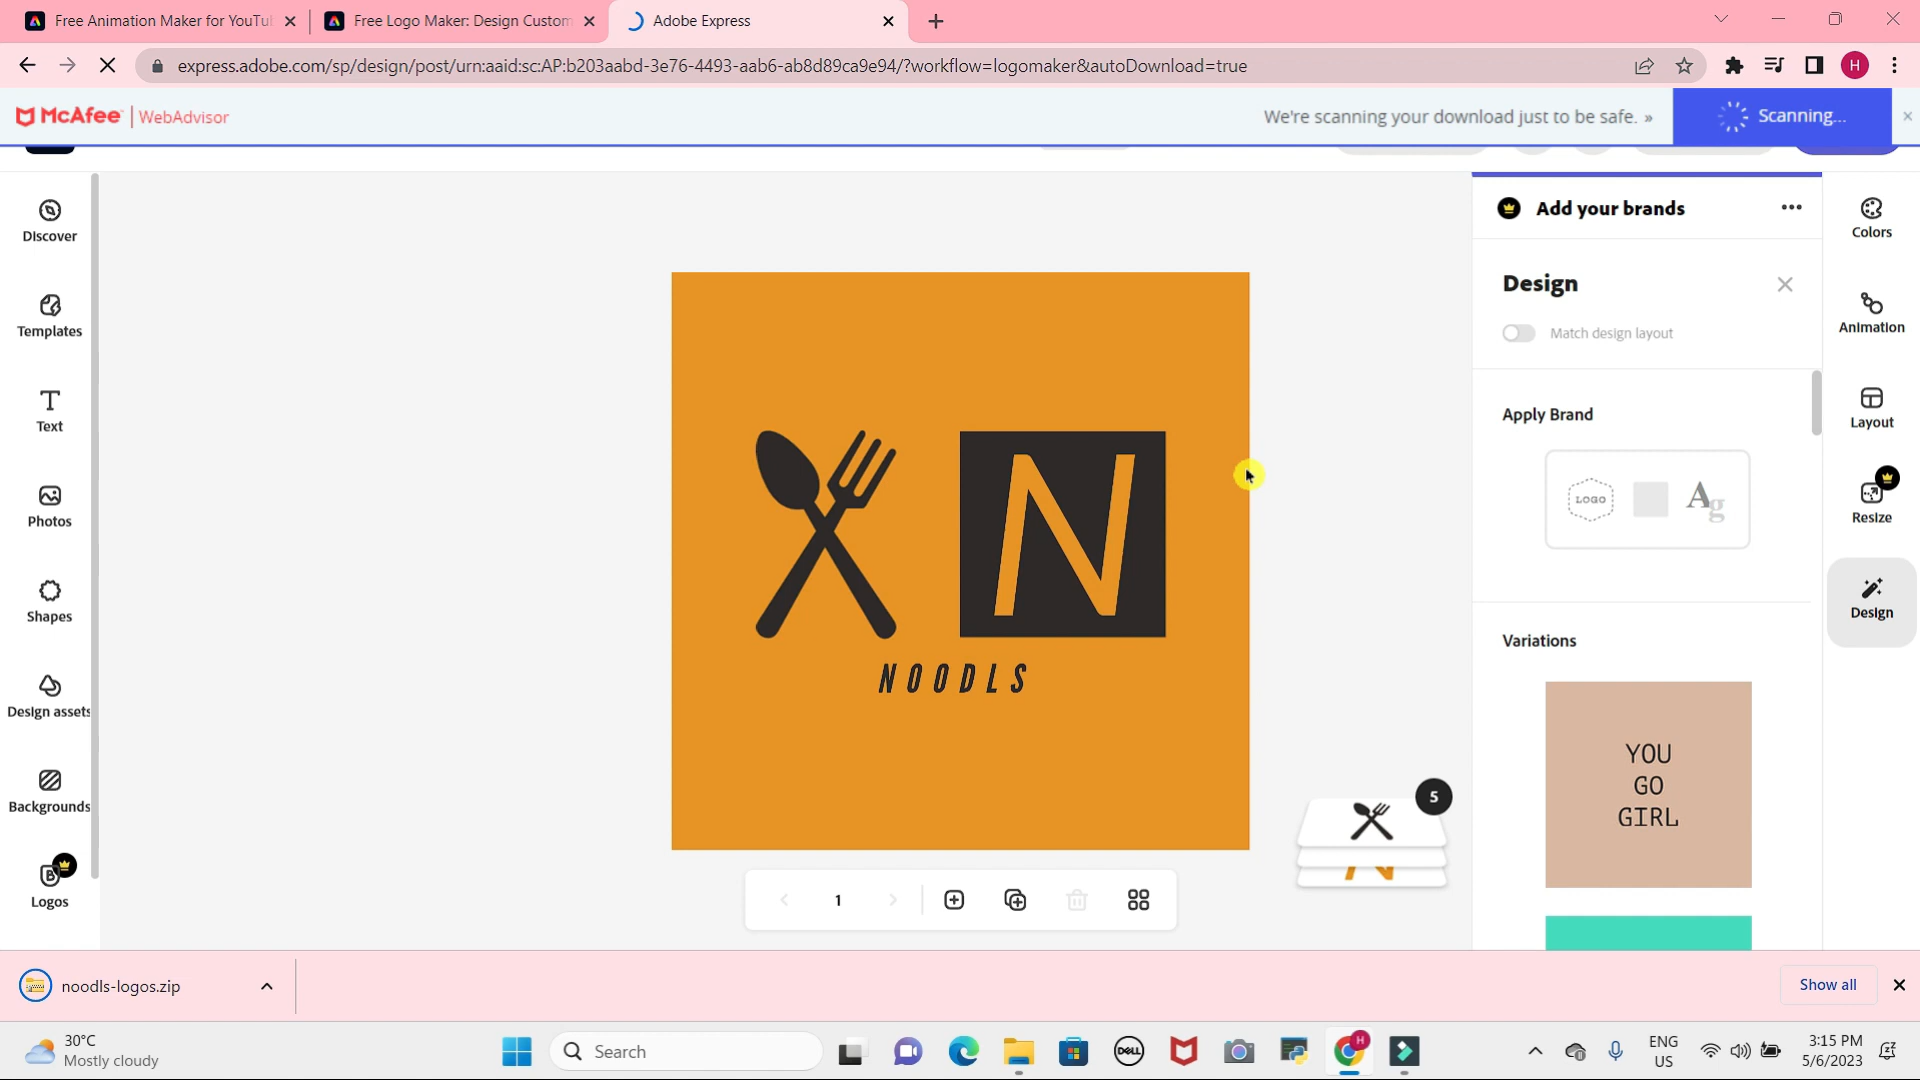 Free Animation Maker for YouTu
Free Logo Maker: Design Custom
Adobe Express
express.adobe.com/sp/design/post/urn:aaid:sc:AP:b203aabd-3e76-4493-aab6-ab8d89ca9e94/?workflow=logomaker&autoDownload=true
H
McAfee | WebAdvisor
We're scanning your download just to be safe. »
Scanning...
Discover
Templates
Text
Photos
Shapes
Design assets
Backgrounds
B
Logos
N
NOODLS
5
1
Add your brands
Design
Match design layout
Apply Brand
LOGO
Ag
Variations
YOU
GO
GIRL
Colors
Animation
Layout
Resize
Design
noodls-logos.zip
Show all
30°C
Mostly cloudy
Search
DELL
H
ENG
US
3:15 PM
5/6/2023